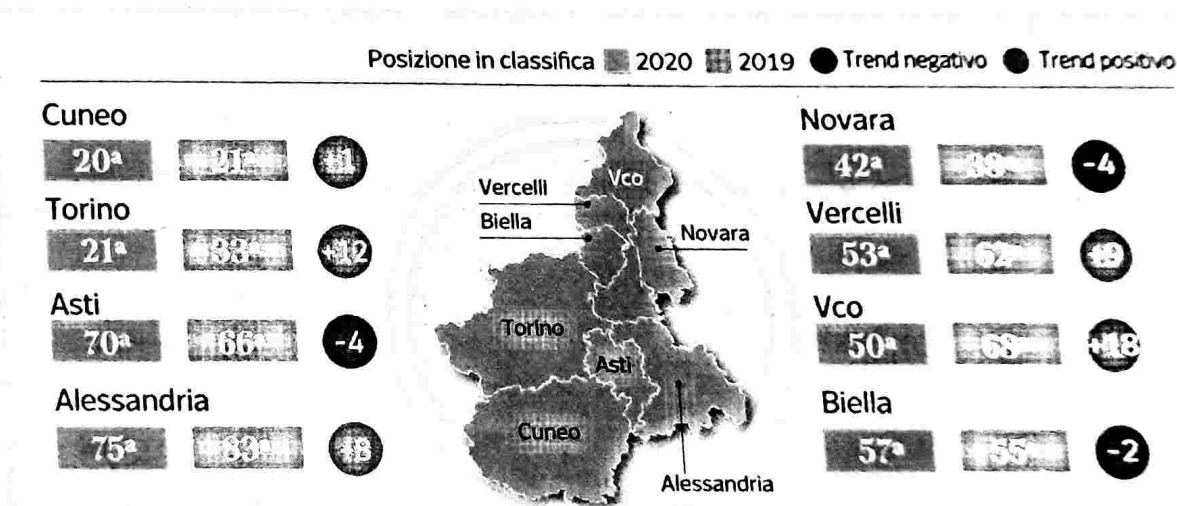 Posizione in classifica 2020 2019 Trend negativo Trend positivo
Cuneo
20ª 21ª +1
Torino
21ª 33ª +12
Asti
70ª 66ª -4
Alessandria
75ª 83ª +8
Vco
Vercelli
Biella
Novara
Torino
Asti
Cuneo
Alessandria
Novara
42ª 38ª -4
Vercelli
53ª 62ª +9
Vco
50ª 68ª +18
Biella
57ª 55ª -2